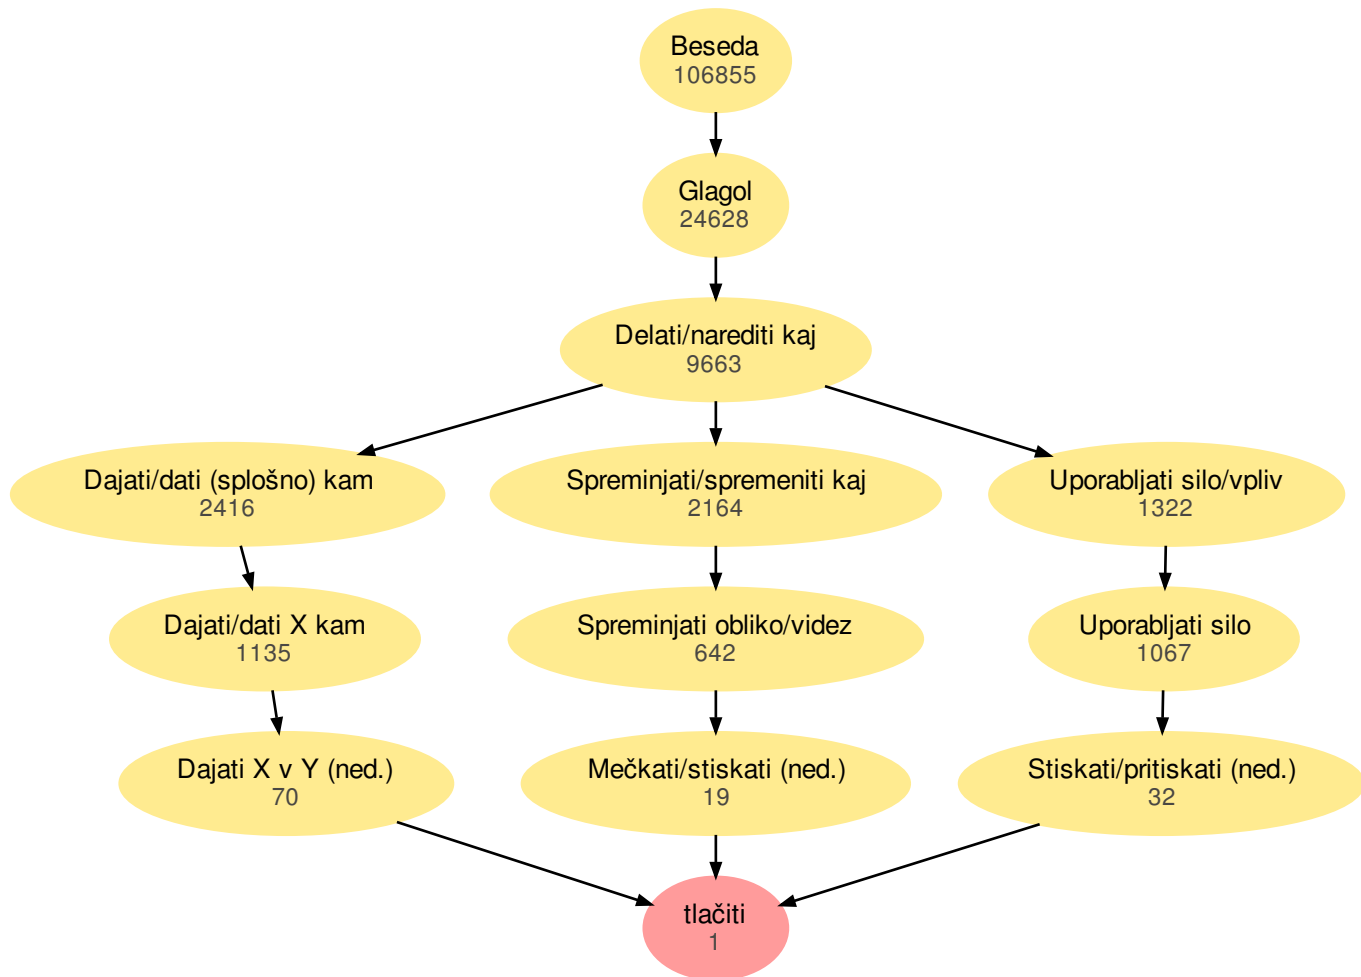 Beseda
106855
Glagol
24628
Delati/narediti kaj
9663
Dajati/dati (splošno) kam
2416
Spreminjati/spremeniti kaj
2164
Uporabljati silo/vpliv
1322
Dajati/dati X kam
1135
Spreminjati obliko/videz
642
Uporabljati silo
1067
Dajati X v Y (ned.)
70
Mečkati/stiskati (ned.)
19
Stiskati/pritiskati (ned.)
32
tlačiti
1